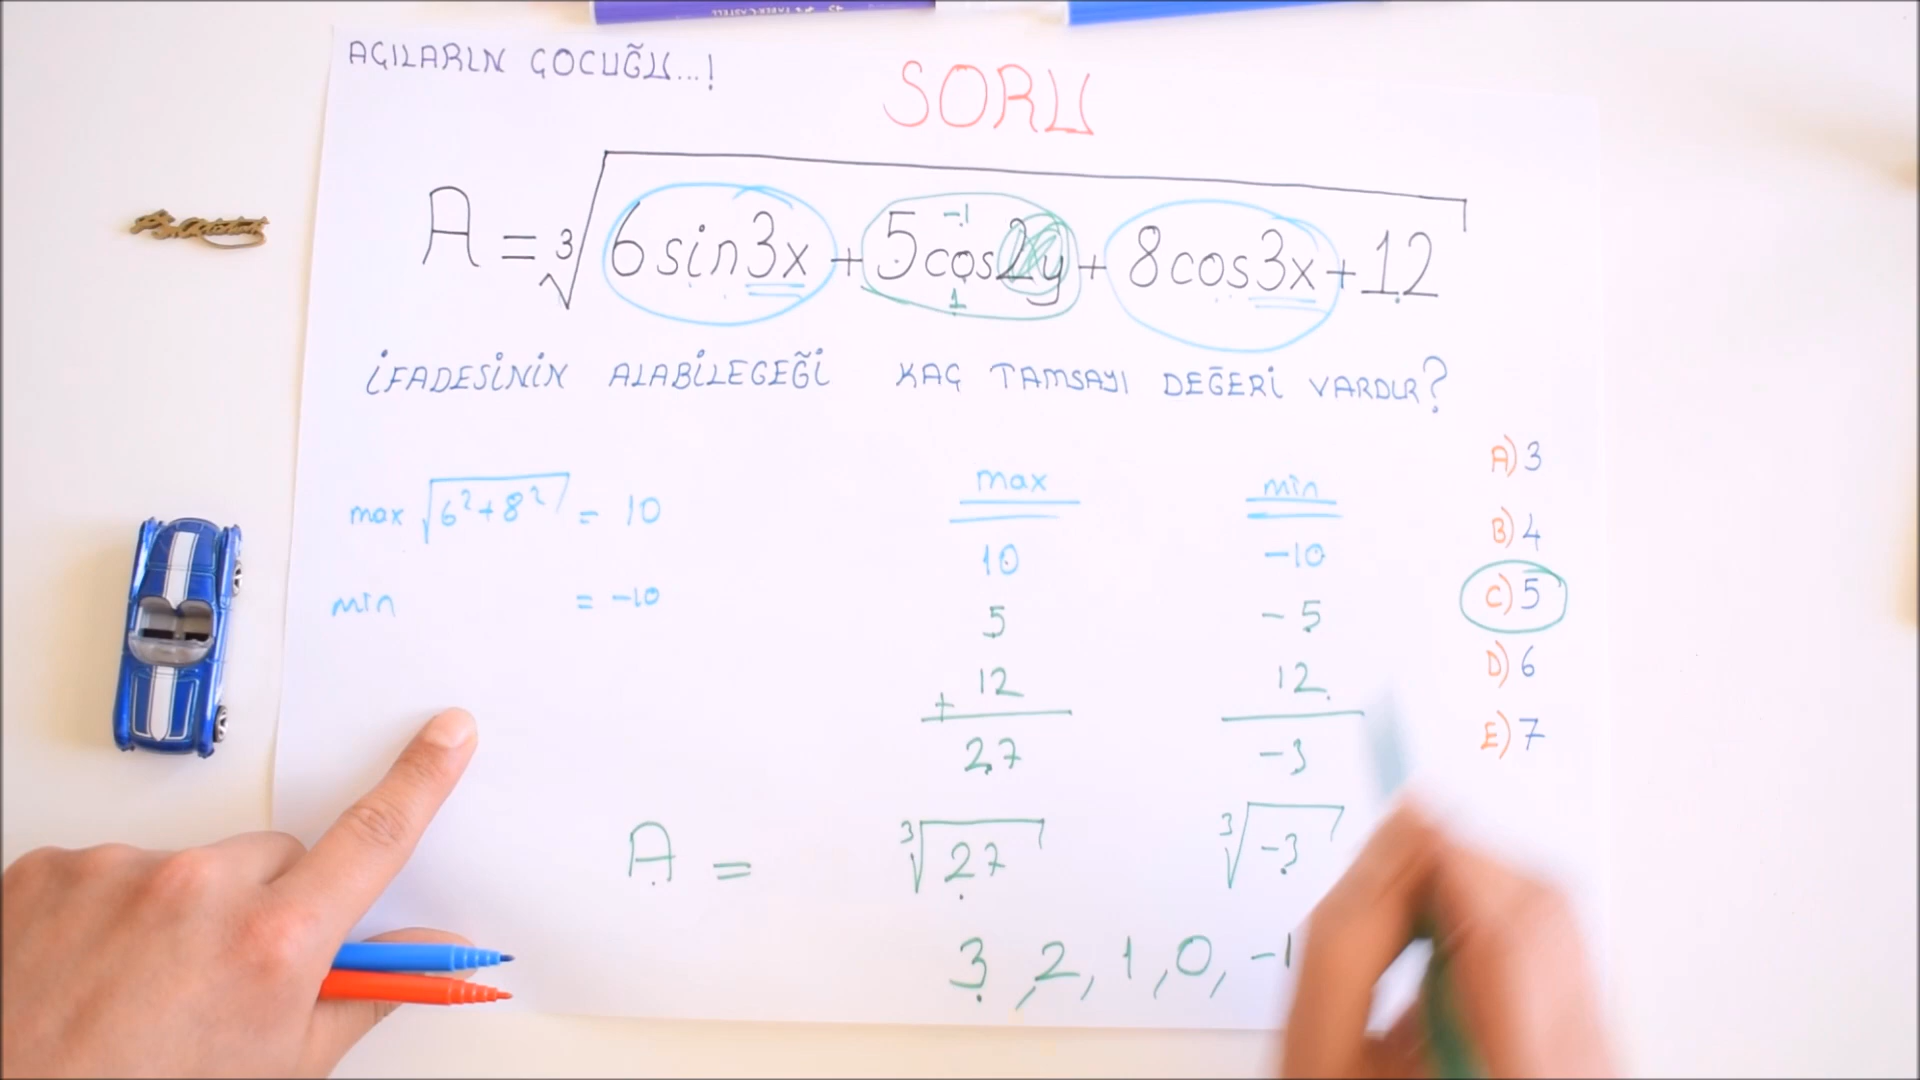 AÇILARIN ÇOCUĞU...!
SORU
A = ∛(6sin3x + 5cos2y + 8cos3x + 12)
-1
1
İFADESİNİN ALABİLECEĞİ KAÇ TAMSAYI DEĞERİ VARDIR?
max √(6²+8²) = 10
min = -10
max
10
5
+ 12
27
min
-10
-5
12
-3
A) 3
B) 4
C) 5
D) 6
E) 7
A = ∛27 ∛-3
3, 2, 1, 0, -1